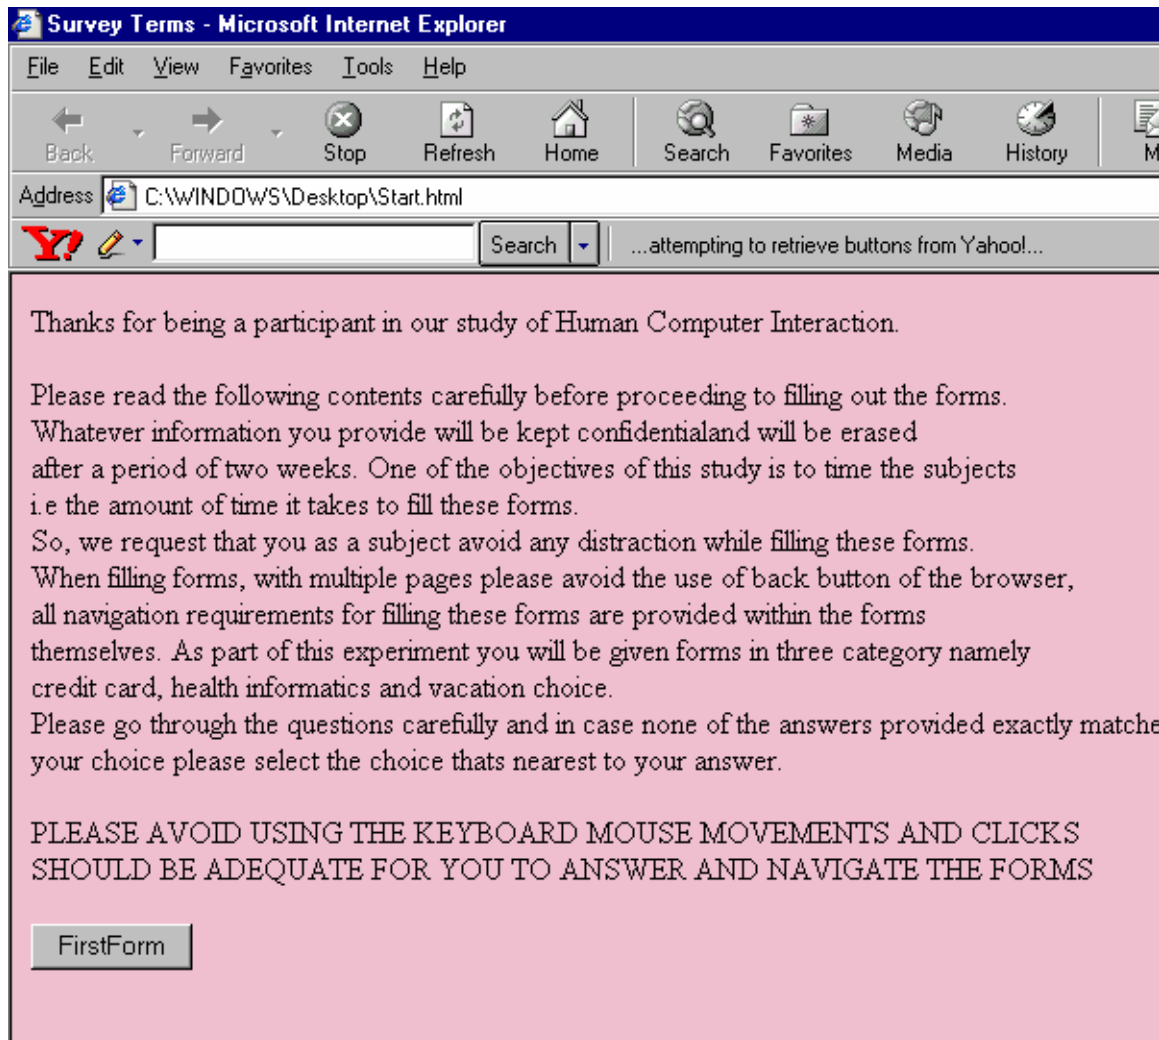 Survey Terms - Microsoft Internet Explorer
File Edit View Favorites Tools Help
Back Forward Stop Refresh Home Search Favorites Media History
Address C:\WINDOWS\Desktop\Start.html
Y! Search ...attempting to retrieve buttons from Yahoo!...
Thanks for being a participant in our study of Human Computer Interaction.
Please read the following contents carefully before proceeding to filling out the forms.
Whatever information you provide will be kept confidentialand will be erased
after a period of two weeks. One of the objectives of this study is to time the subjects
i.e the amount of time it takes to fill these forms.
So, we request that you as a subject avoid any distraction while filling these forms.
When filling forms, with multiple pages please avoid the use of back button of the browser,
all navigation requirements for filling these forms are provided within the forms
themselves. As part of this experiment you will be given forms in three category namely
credit card, health informatics and vacation choice.
Please go through the questions carefully and in case none of the answers provided exactly matche
your choice please select the choice thats nearest to your answer.
PLEASE AVOID USING THE KEYBOARD MOUSE MOVEMENTS AND CLICKS
SHOULD BE ADEQUATE FOR YOU TO ANSWER AND NAVIGATE THE FORMS
FirstForm